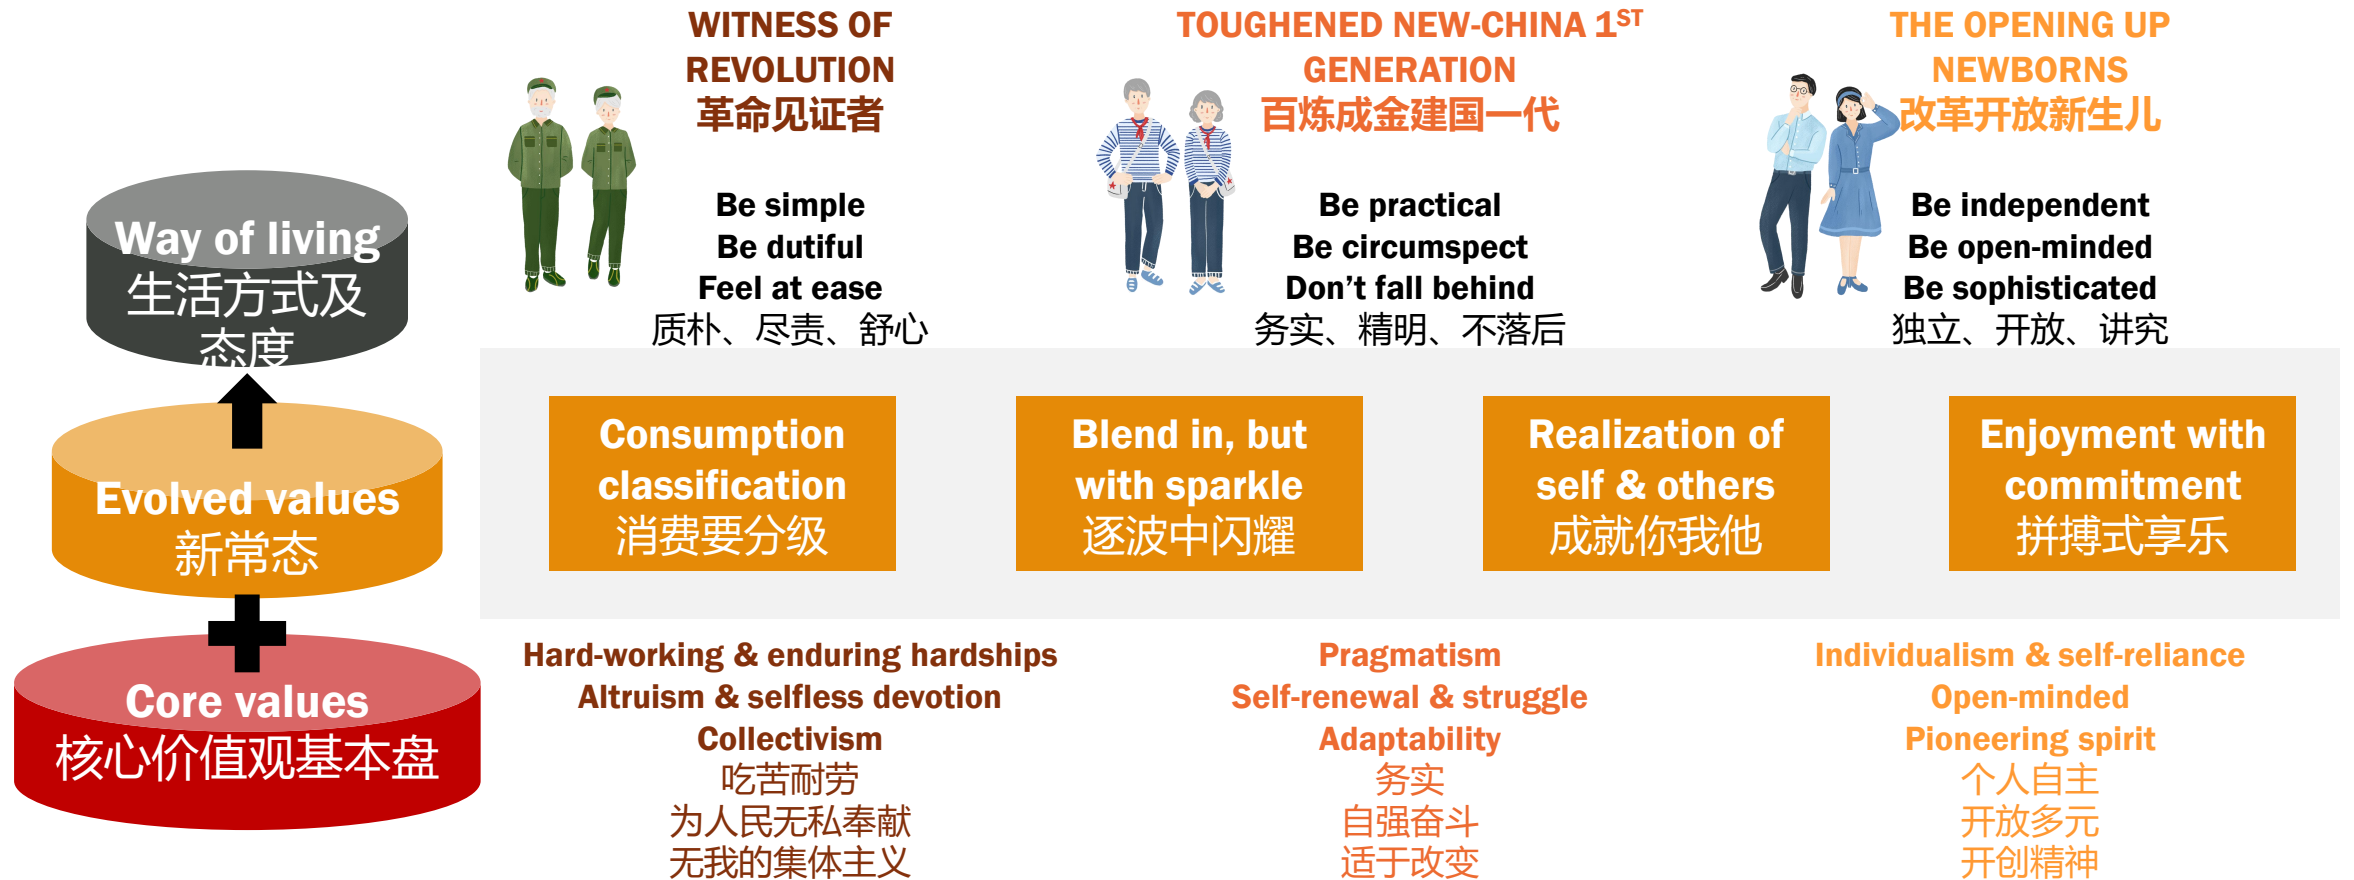 WITNESS OF
REVOLUTION
革命见证者
TOUGHENED NEW-CHINA 1ST
GENERATION
百炼成金建国一代
THE OPENING UP
NEWBORNS
改革开放新生儿
Way of living
生活方式及
态度
Be simple
Be dutiful
Feel at ease
质朴、尽责、舒心
Be practical
Be circumspect
Don’t fall behind
务实、精明、不落后
Be independent
Be open-minded
Be sophisticated
独立、开放、讲究
Evolved values
新常态
Consumption
classification
消费要分级
Blend in, but
with sparkle
逐波中闪耀
Realization of
self & others
成就你我他
Enjoyment with
commitment
拼搏式享乐
Core values
核心价值观基本盘
Hard-working & enduring hardships
Altruism & selfless devotion
Collectivism
吃苦耐劳
为人民无私奉献
无我的集体主义
Pragmatism
Self-renewal & struggle
Adaptability
务实
自强奋斗
适于改变
Individualism & self-reliance
Open-minded
Pioneering spirit
个人自主
开放多元
开创精神